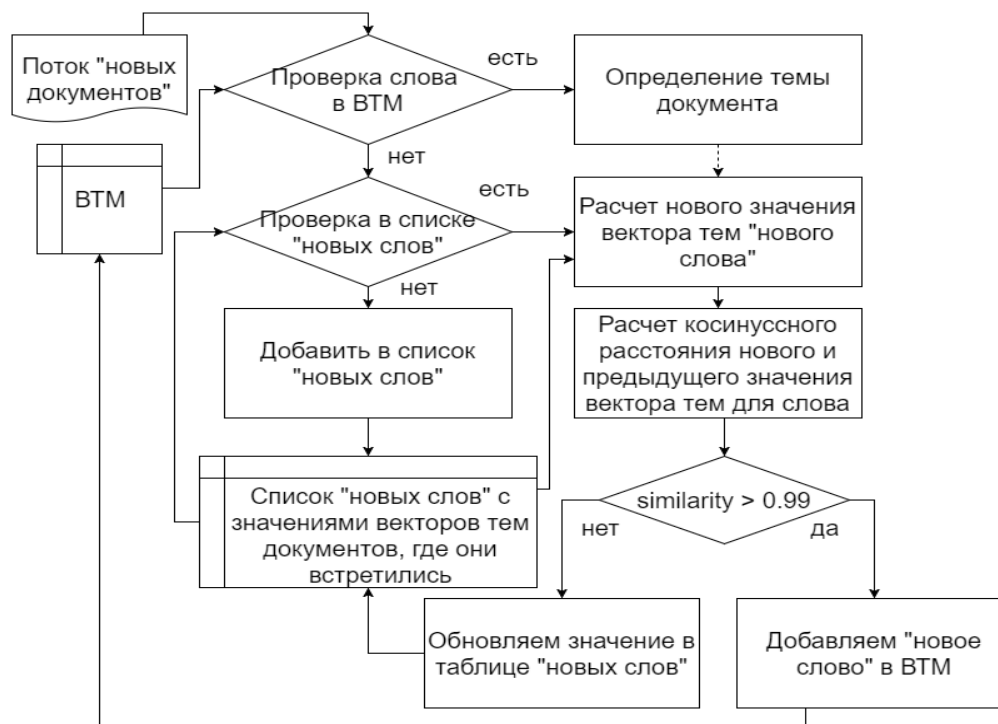 Поток "новых
документов"
Проверка слова
в BTM
есть
Определение темы
документа
нет
BTM
Проверка в списке
"новых слов"
есть
Расчет нового значения
вектора тем "нового
слова"
нет
Добавить в список
"новых слов"
Расчет косинуссного
расстояния нового и
предыдущего значения
вектора тем для слова
Список "новых слов" с
значениями векторов тем
документов, где они
встретились
similarity > 0.99
нет
да
Обновляем значение в
таблице "новых слов"
Добавляем "новое
слово" в BTM